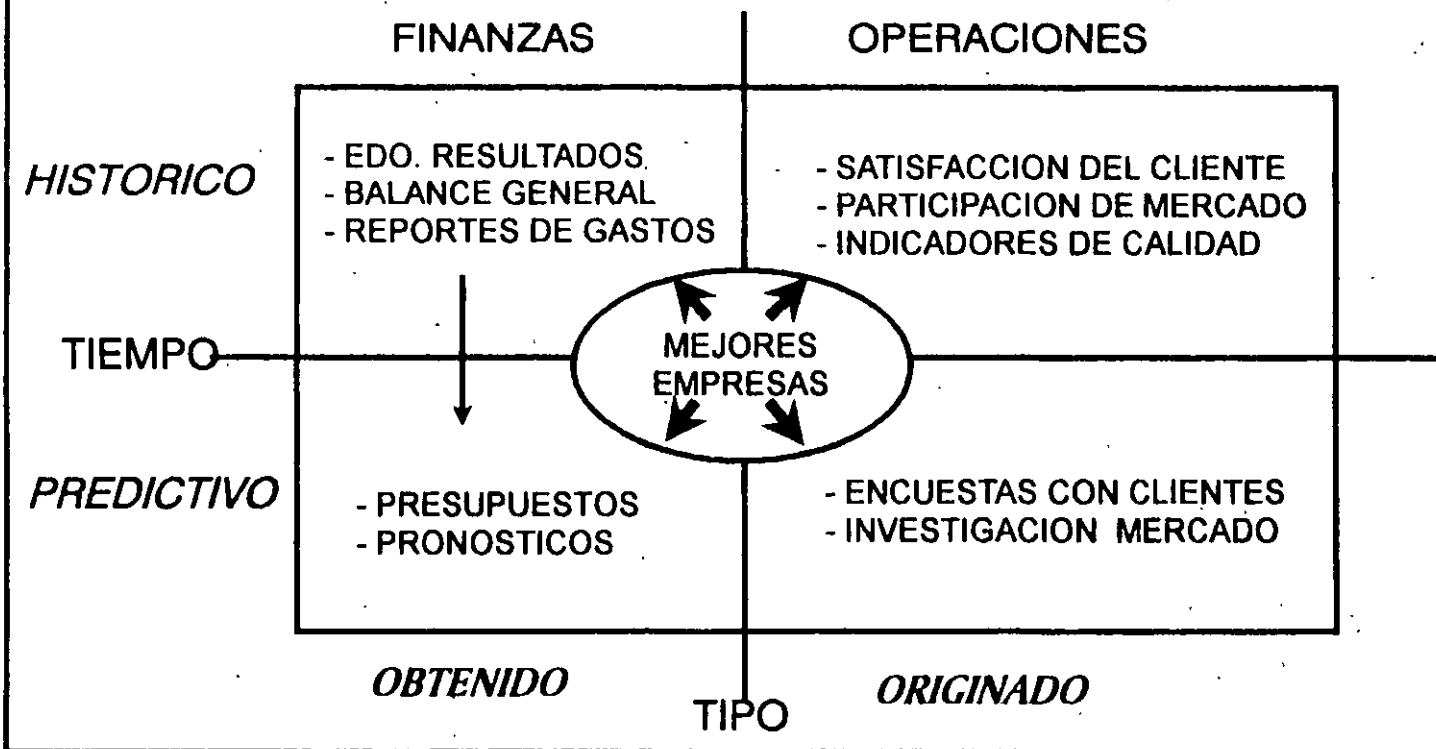 FINANZAS
OPERACIONES
HISTORICO
- EDO. RESULTADOS
- BALANCE GENERAL
- REPORTES DE GASTOS
- SATISFACCION DEL CLIENTE
- PARTICIPACION DE MERCADO
- INDICADORES DE CALIDAD
TIEMPO
MEJORES
EMPRESAS
PREDICTIVO
- PRESUPUESTOS
- PRONOSTICOS
- ENCUESTAS CON CLIENTES
- INVESTIGACION MERCADO
OBTENIDO
ORIGINADO
TIPO